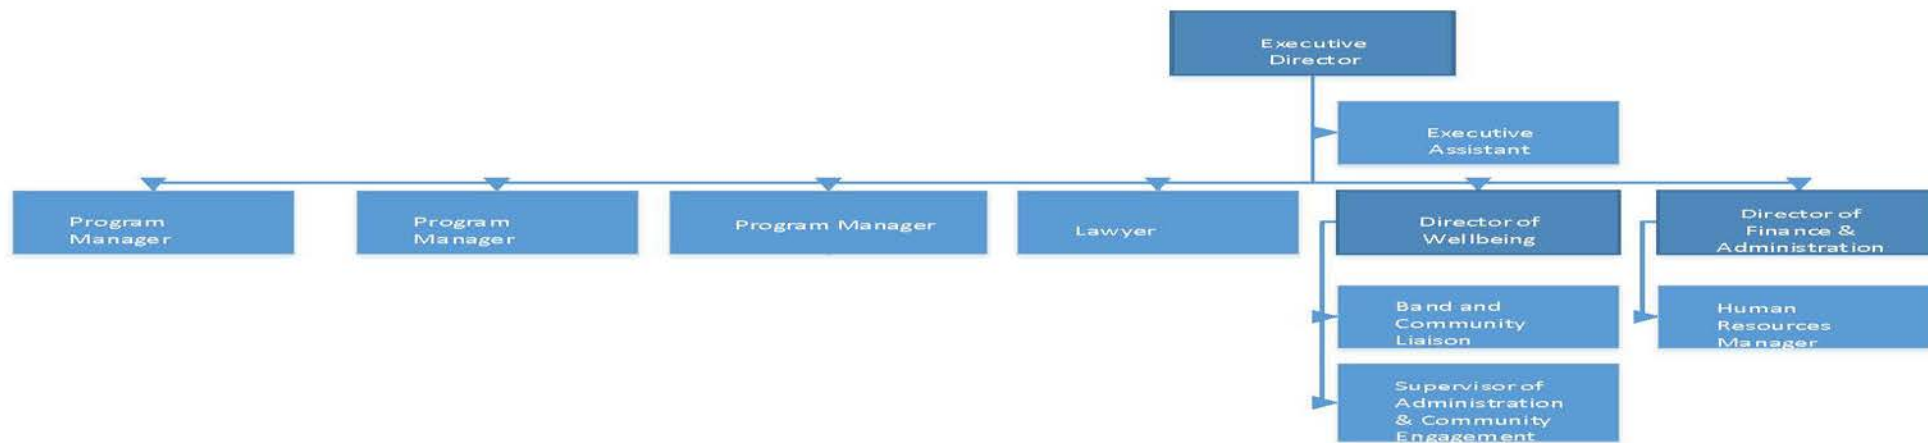 Executive
Director
Executive
Assistant
Program
Manager
Program
Manager
Program Manager
Lawyer
Director of
Wellbeing
Director of
Finance &
Administration
Band and
Community
Liaison
Human
Resources
Manager
Supervisor of
Administration
& Community
Engagement